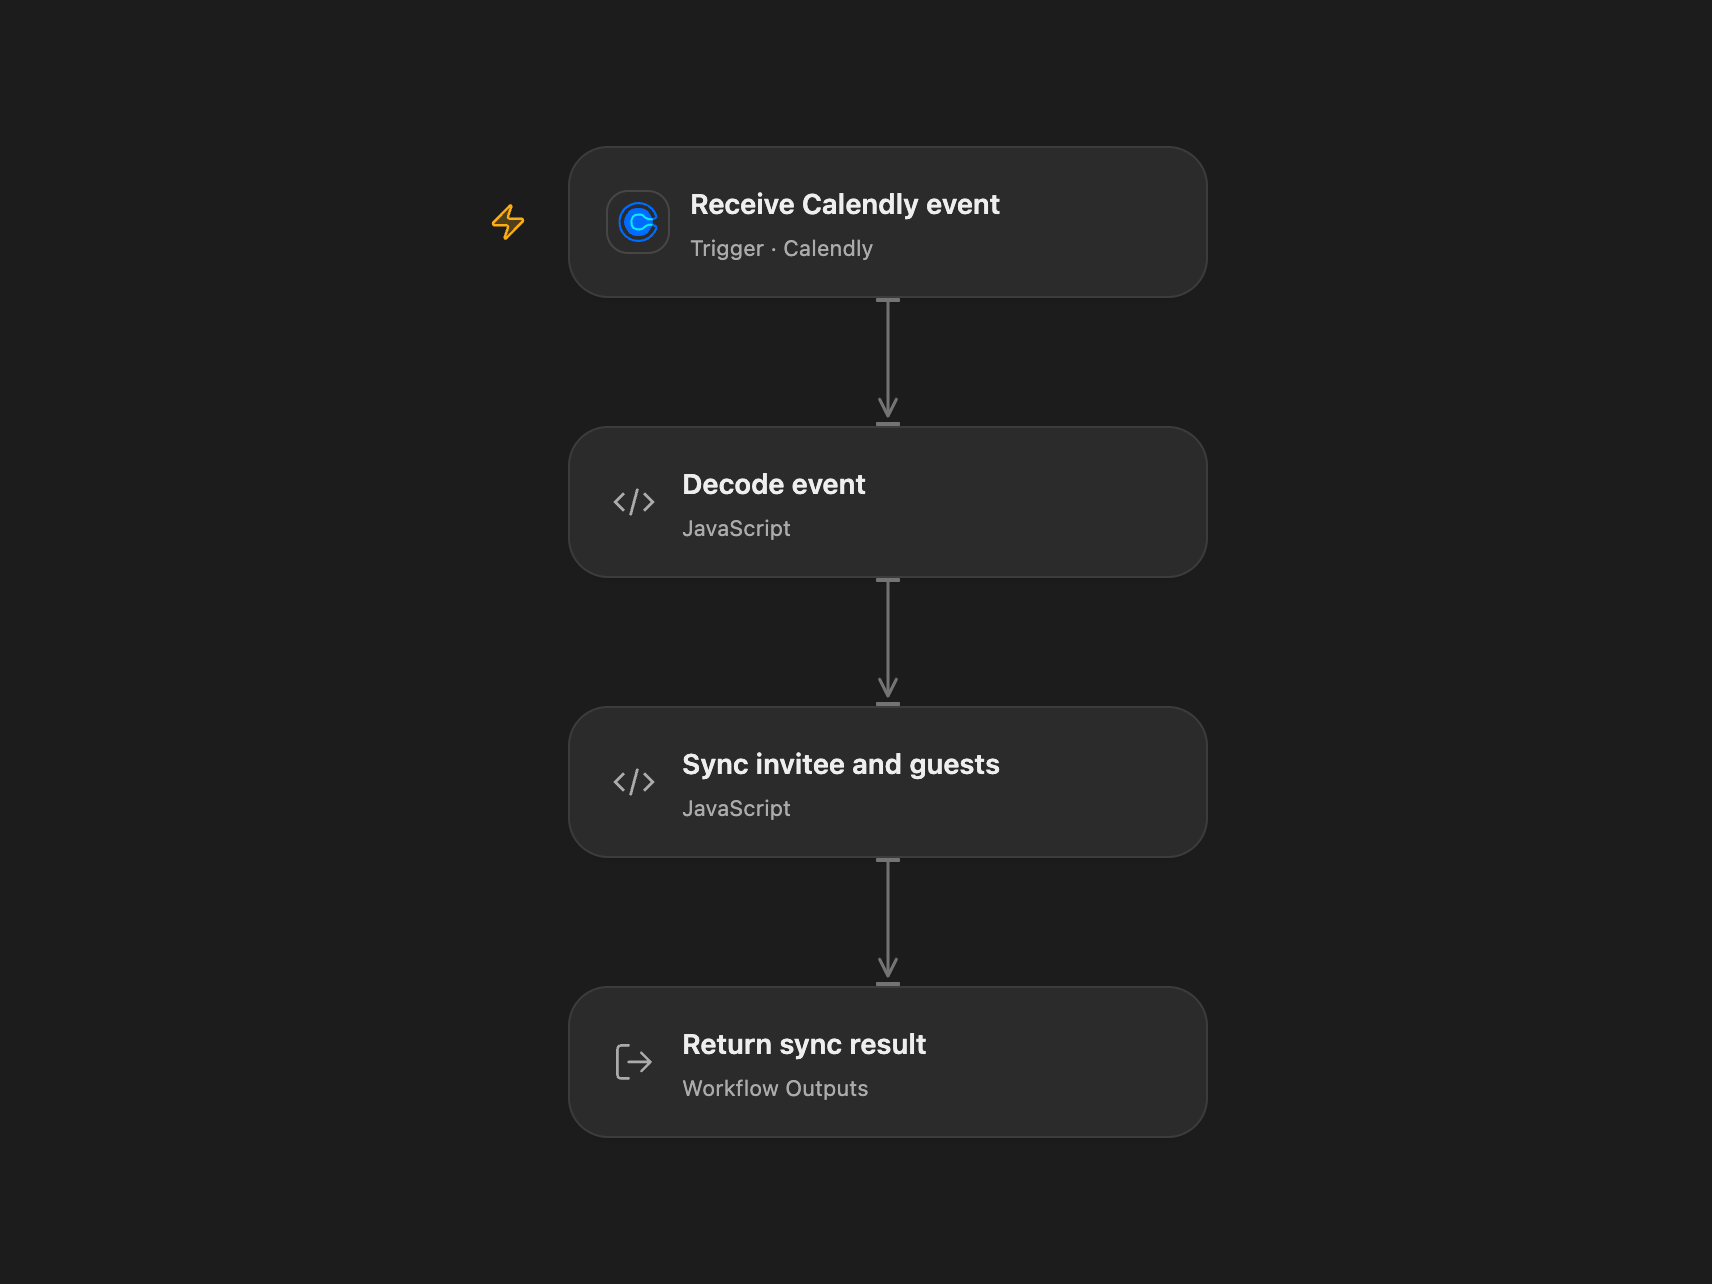 Receive Calendly event
Trigger · Calendly
Decode event
JavaScript
Sync invitee and guests
JavaScript
Return sync result
Workflow Outputs